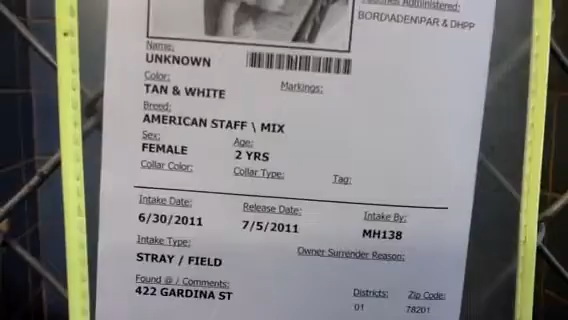 Administered:
BORD\ADEN\PAR & DHPP
Name:
UNKNOWN
Color:
Markings:
TAN & WHITE
Breed:
AMERICAN STAFF \ MIX
Sex: Age:
FEMALE 2 YRS
Collar Color: Collar Type: Tag:
Intake Date: Release Date: Intake By:
6/30/2011 7/5/2011 MH138
Intake Type: Owner Surrender Reason:
STRAY / FIELD
Found @ / Comments: Districts: Zip Code:
422 GARDINA ST 01 78201